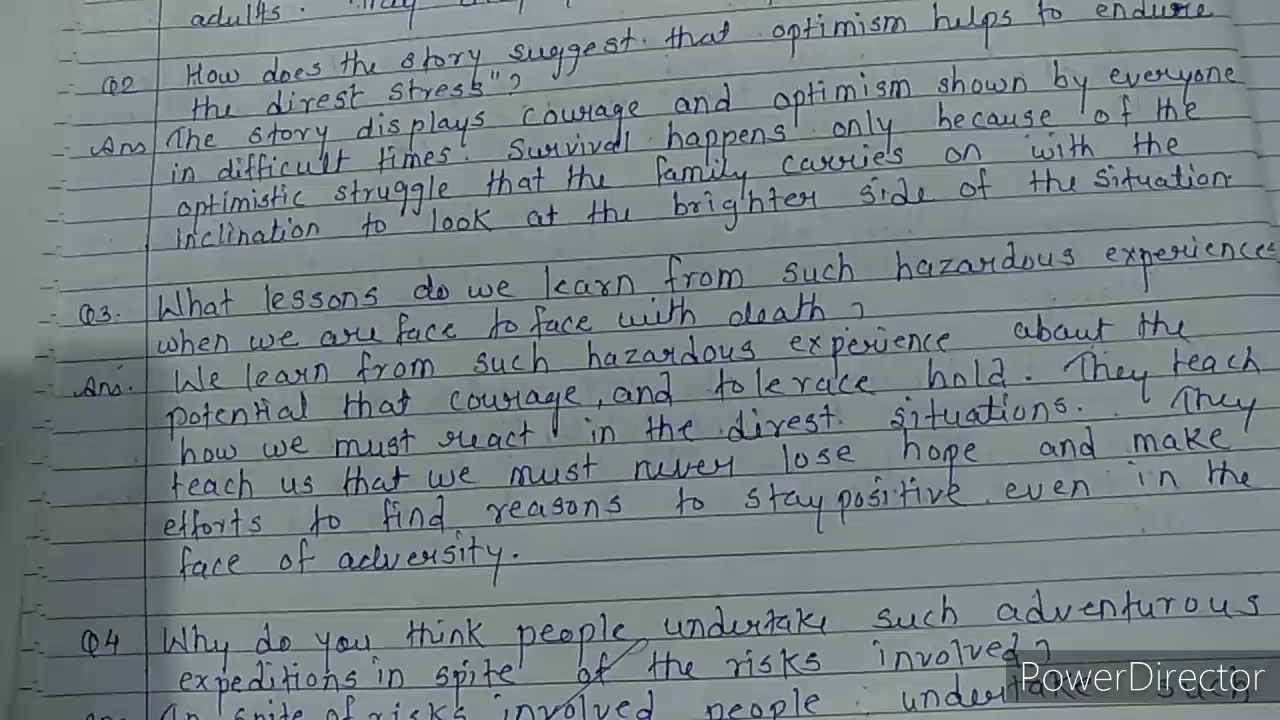 adults.
Q2 How does the story suggest. that optimism helps to endure
the direst stress"?
Ans The story displays courage and optimism shown by everyone
in difficult times. Survival happens only because of the
optimistic struggle that the family carries on with the
inclination to look at the brighter side of the situation
Q3. What lessons do we learn from such hazardous experiences
when we are face to face with death?
Ans. We learn from such hazardous experience about the
potential that courage, and tolerace hold. They teach
how we must react in the direst. situations. They
teach us that we must never lose hope and make
efforts to find reasons to stay positive even in the
face of adversity.
Q4 Why do you think people undertake such adventurous
expeditions in spite of the risks involved?
In spite of risks involved people undertake such
PowerDirector